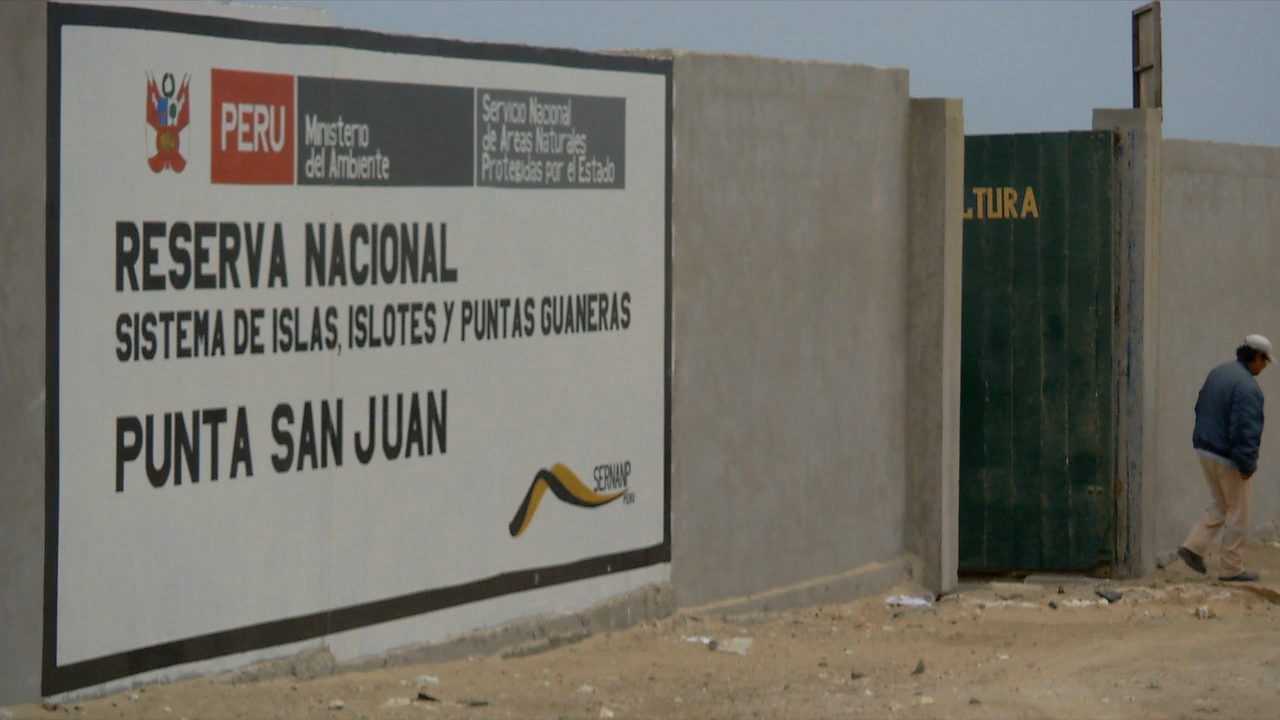 PERU
Ministerio
del Ambiente
Servicio Nacional
de Areas Naturales
Protegidas por el Estado
RESERVA NACIONAL
SISTEMA DE ISLAS, ISLOTES Y PUNTAS GUANERAS
PUNTA SAN JUAN
SERNANP
PERU
LTURA